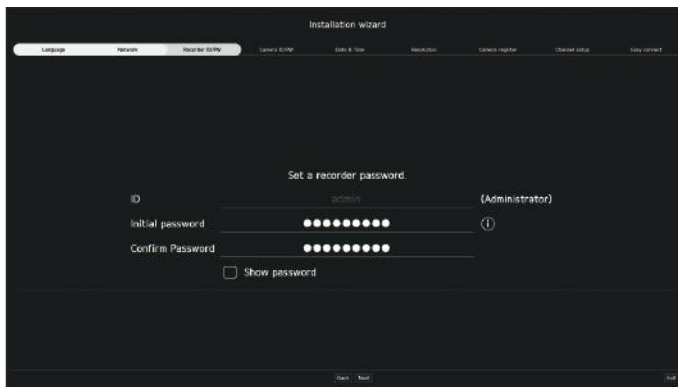 Installation wizard
Language Network Recorder ID/PW Camera ID/PW Date & Time Resolution Camera register Channel setup Easy connect
Set a recorder password.
ID admin (Administrator)
Initial password ●●●●●●●●●
Confirm Password ●●●●●●●●●
Show password
Back Next Exit